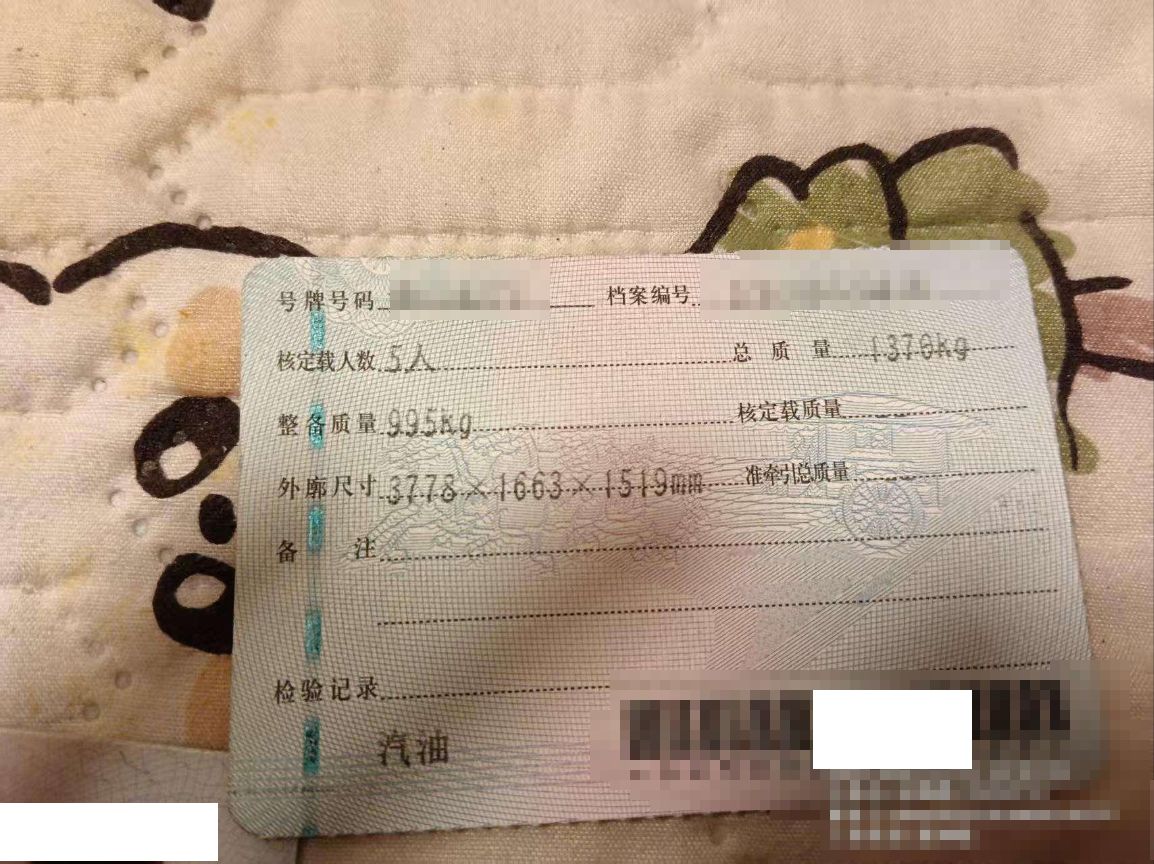 号牌号码 档案编号
核定载人数 5人 总质量 1370kg
整备质量 995kg 核定载质量
外廓尺寸 3778×1663×1519mm 准牵引总质量
备注
检验记录
汽油